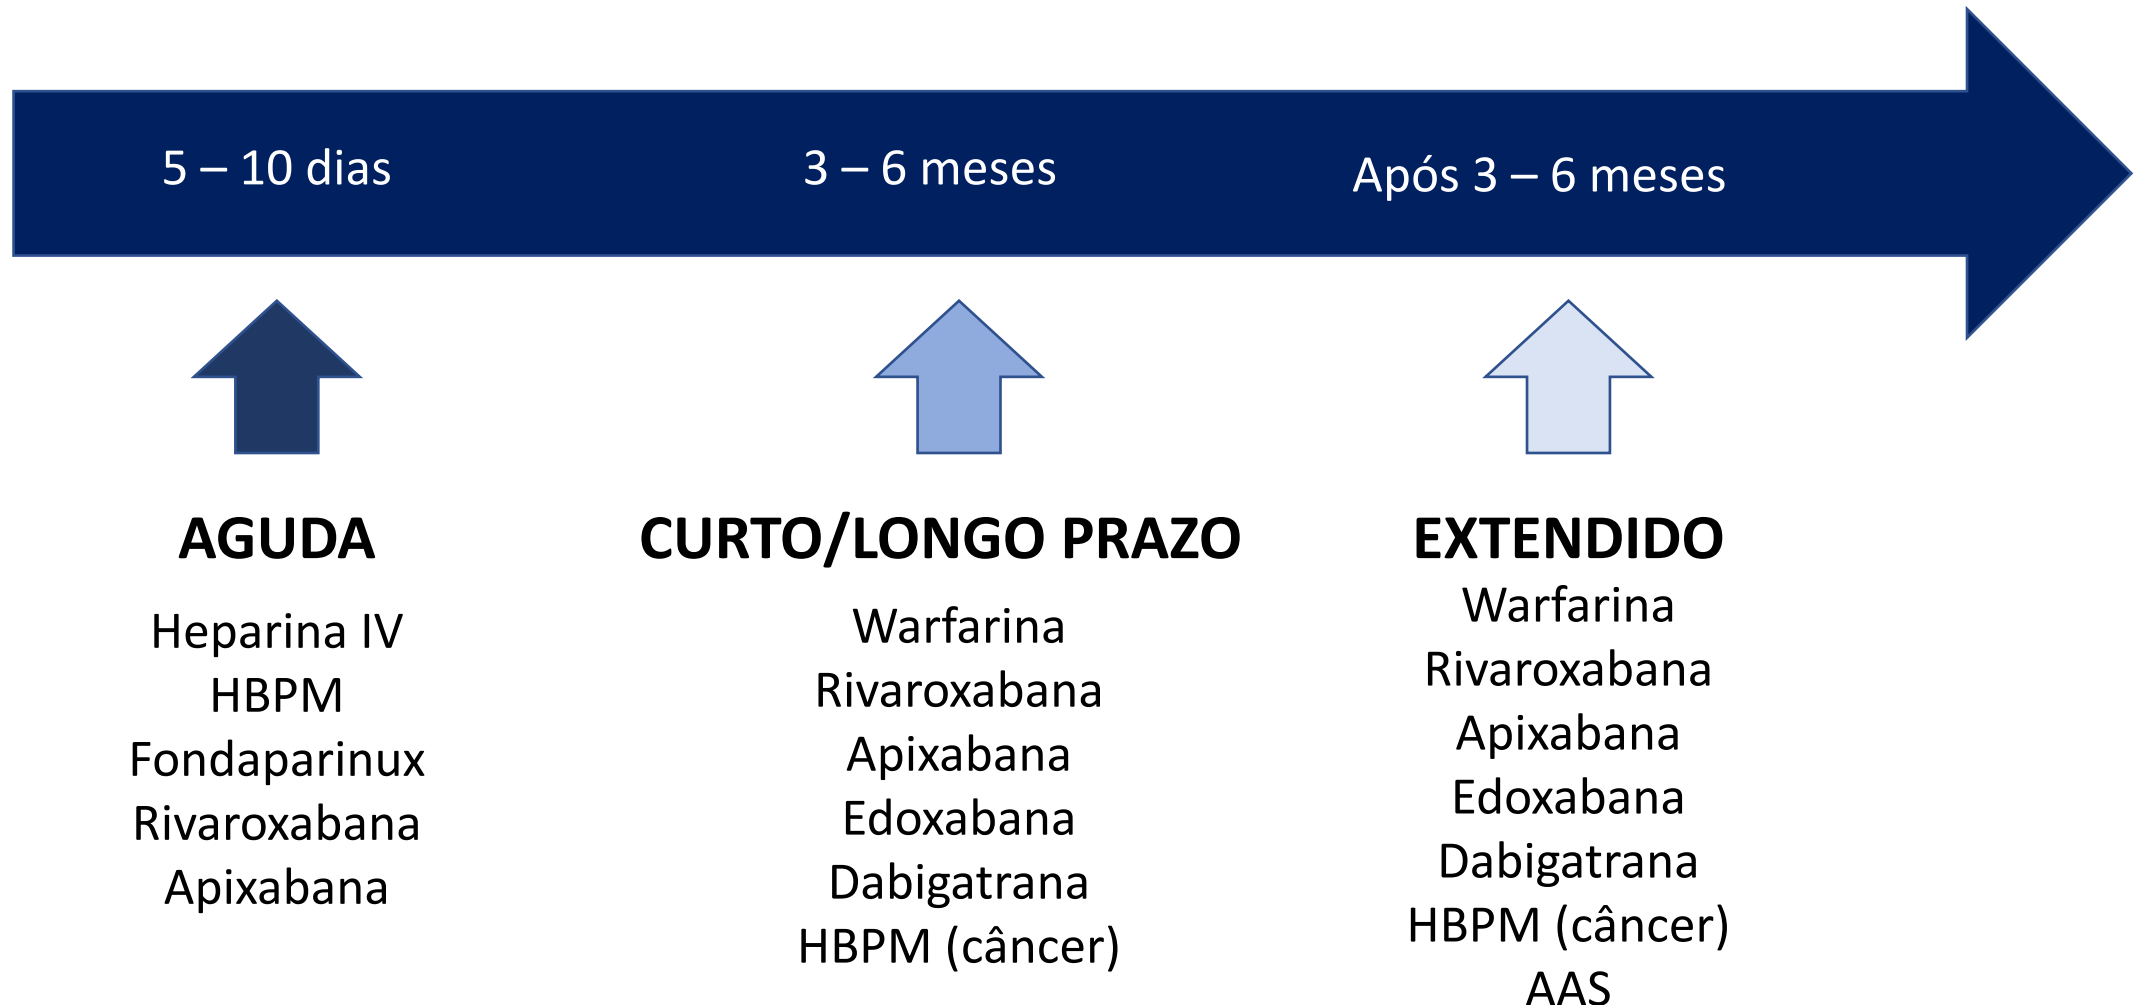 5 – 10 dias
3 – 6 meses
Após 3 – 6 meses
AGUDA
Heparina IV
HBPM
Fondaparinux
Rivaroxabana
Apixabana
CURTO/LONGO PRAZO
Warfarina
Rivaroxabana
Apixabana
Edoxabana
Dabigatrana
HBPM (câncer)
EXTENDIDO
Warfarina
Rivaroxabana
Apixabana
Edoxabana
Dabigatrana
HBPM (câncer)
AAS